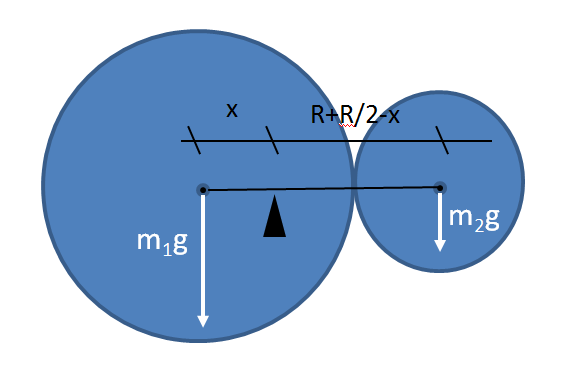 x
R+R/2-x
m₁g
m₂g